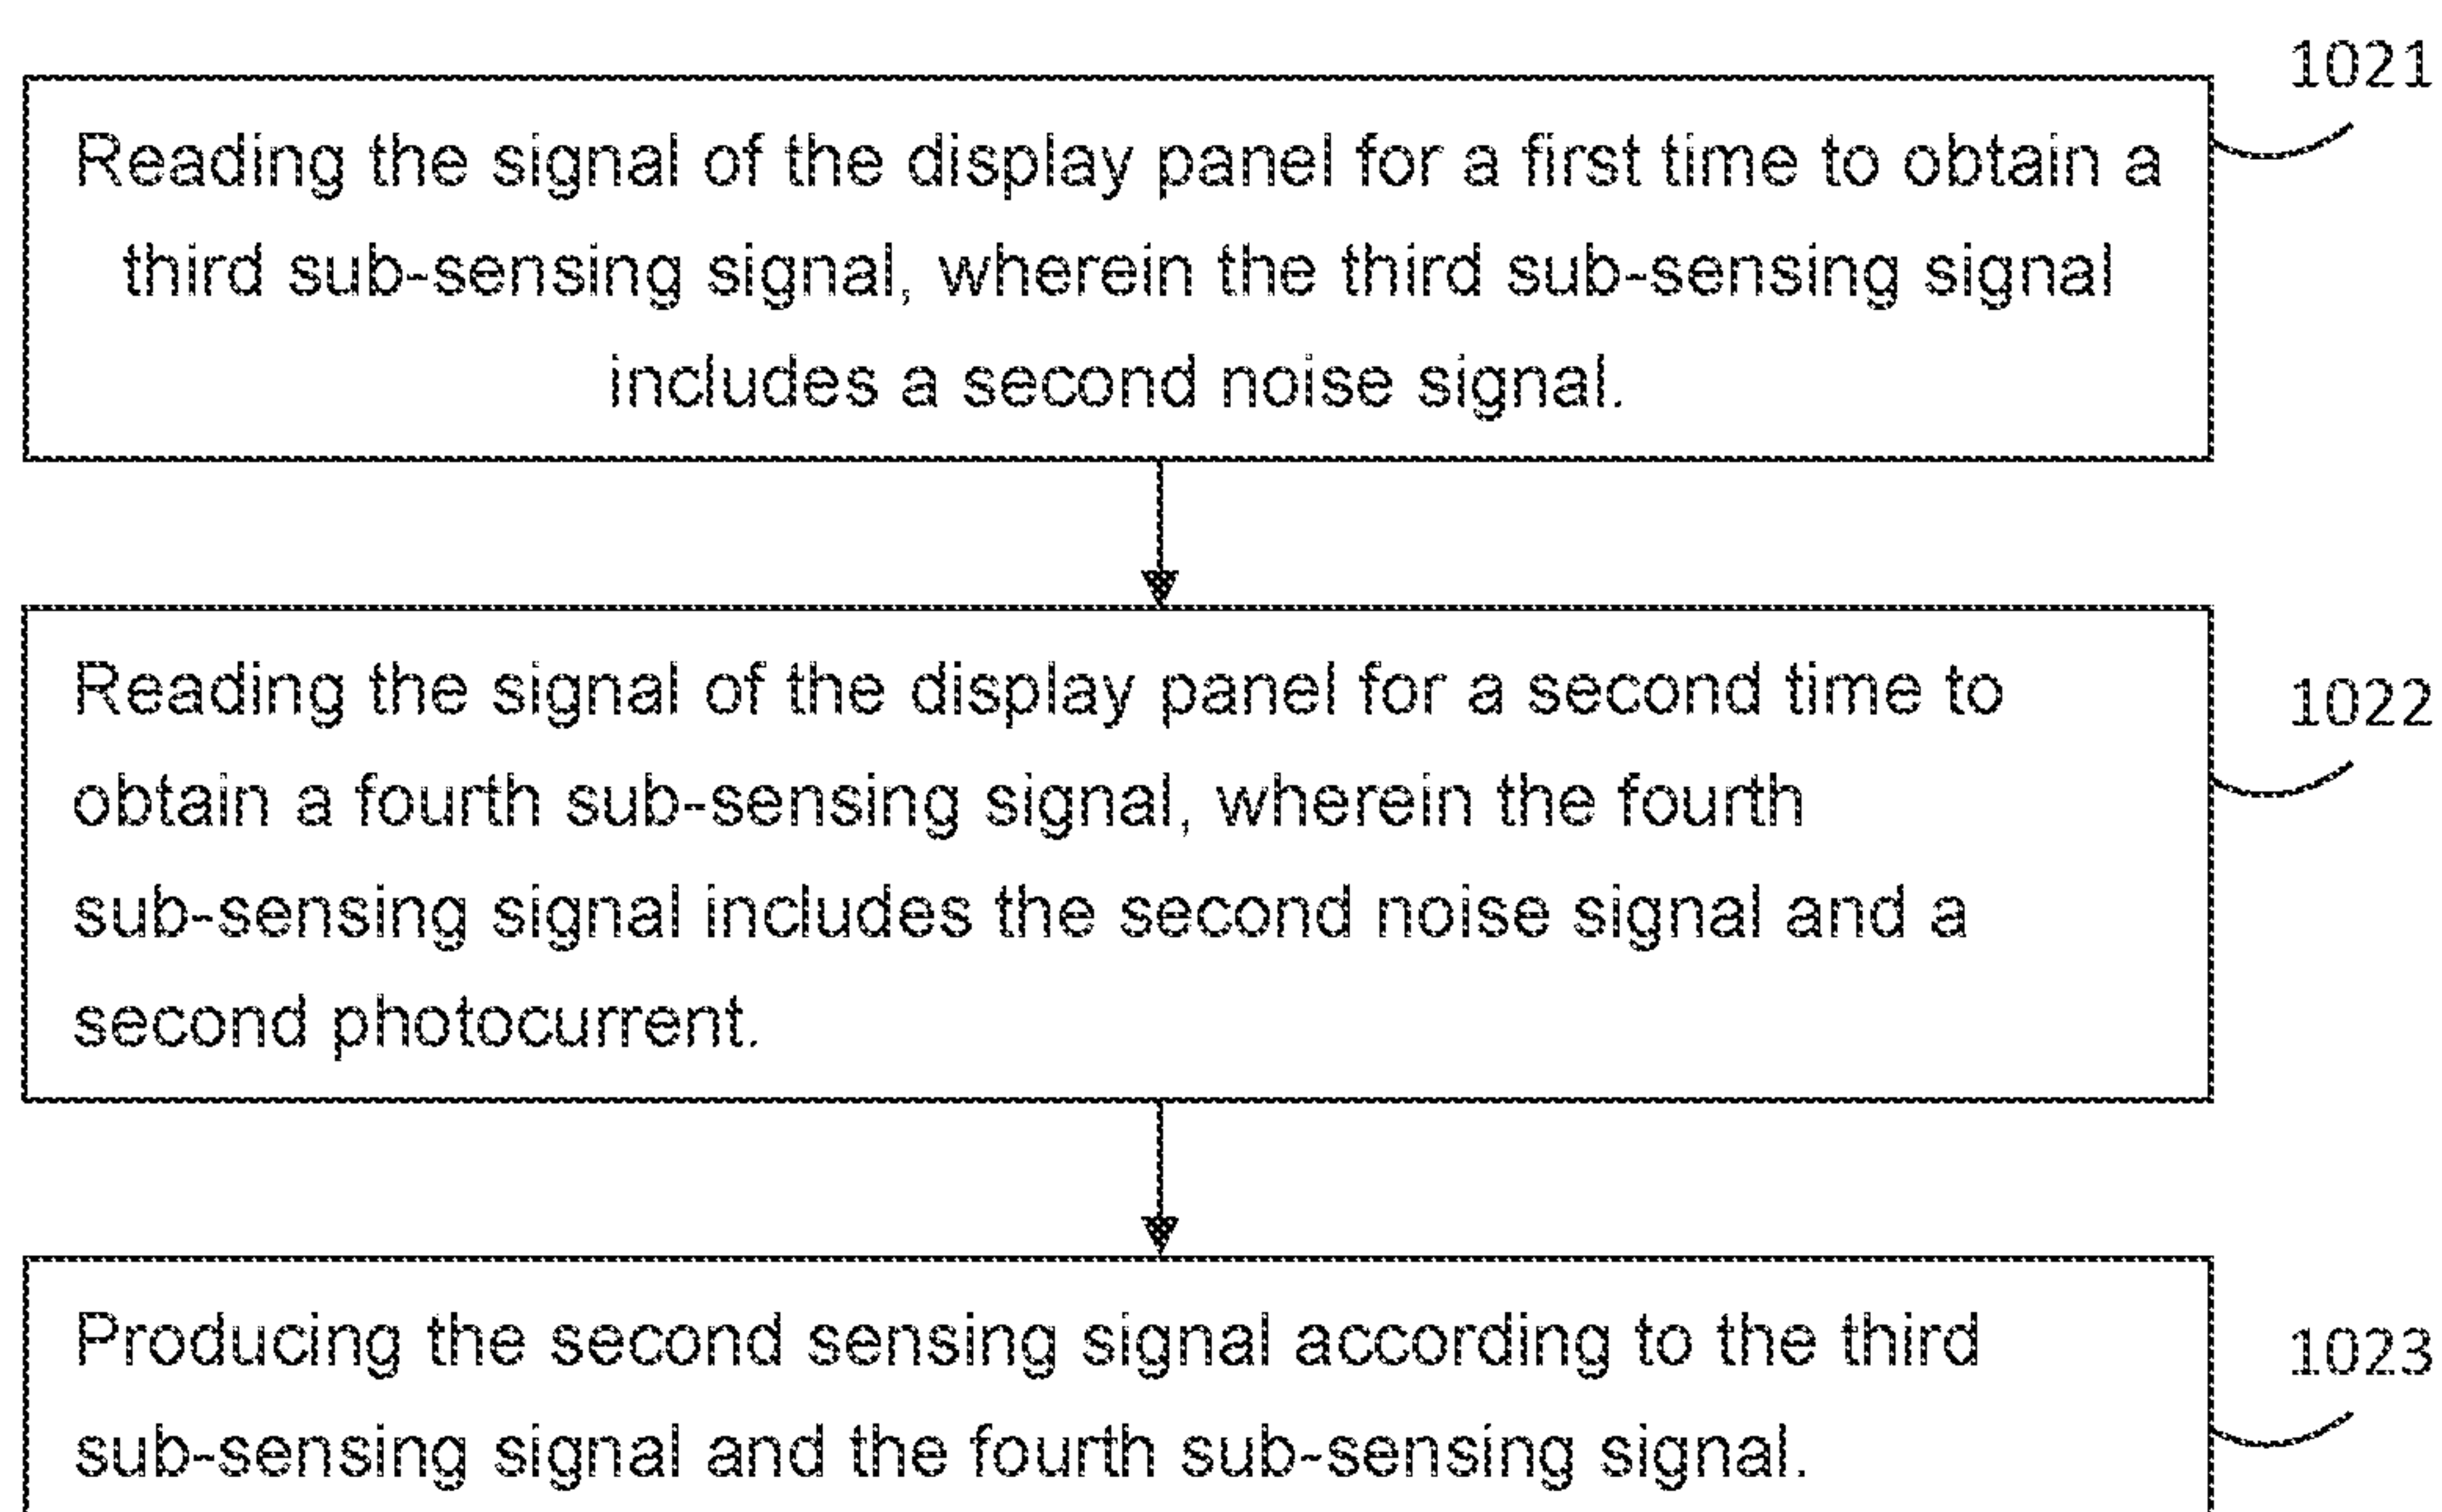 1021
Reading the signal of the display panel for a first time to obtain a
third sub-sensing signal, wherein the third sub-sensing signal
includes a second noise signal.
1022
Reading the signal of the display panel for a second time to
obtain a fourth sub-sensing signal, wherein the fourth
sub-sensing signal includes the second noise signal and a
second photocurrent.
1023
Producing the second sensing signal according to the third
sub-sensing signal and the fourth sub-sensing signal.